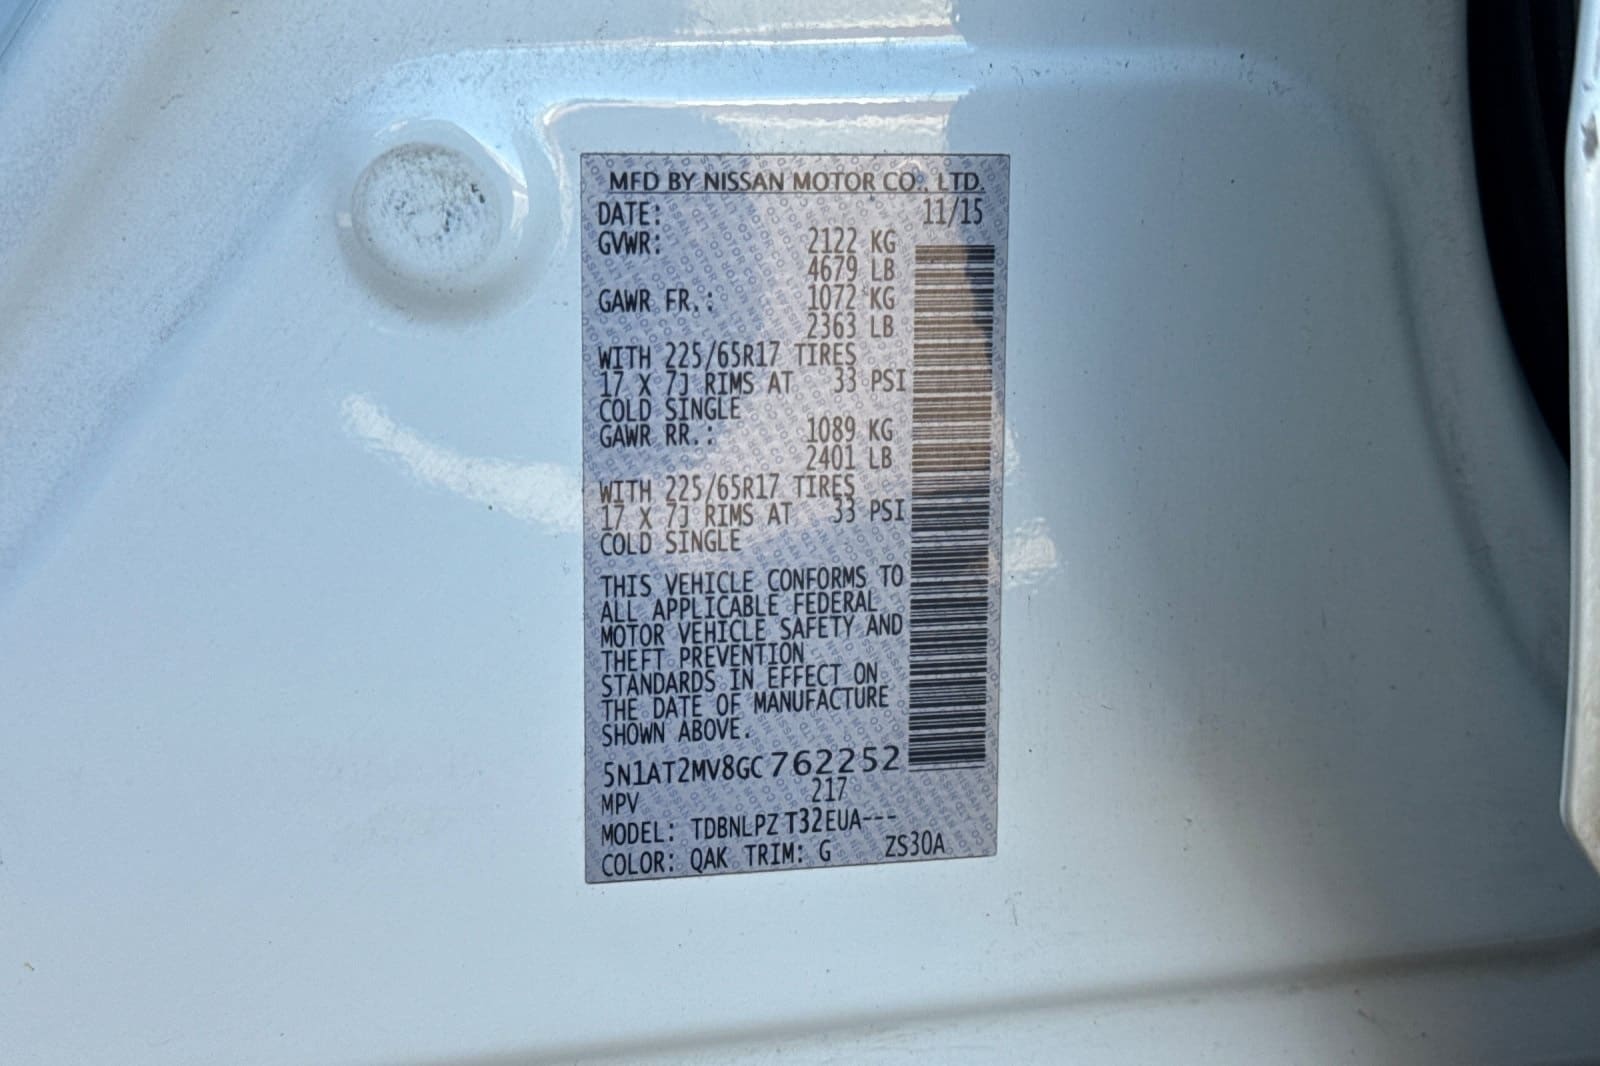 MFD BY NISSAN MOTOR CO., LTD.
DATE: 11/15
GVWR: 2122 KG
4679 LB
GAWR FR.: 1072 KG
2363 LB
WITH 225/65R17 TIRES
17 X 7J RIMS AT 33 PSI
COLD SINGLE
GAWR RR.: 1089 KG
2401 LB
WITH 225/65R17 TIRES
17 X 7J RIMS AT 33 PSI
COLD SINGLE
THIS VEHICLE CONFORMS TO
ALL APPLICABLE FEDERAL
MOTOR VEHICLE SAFETY AND
THEFT PREVENTION
STANDARDS IN EFFECT ON
THE DATE OF MANUFACTURE
SHOWN ABOVE.
5N1AT2MV8GC762252
MPV 217
MODEL: TDBNLPZ T32EUA---
COLOR: QAK TRIM: G ZS30A